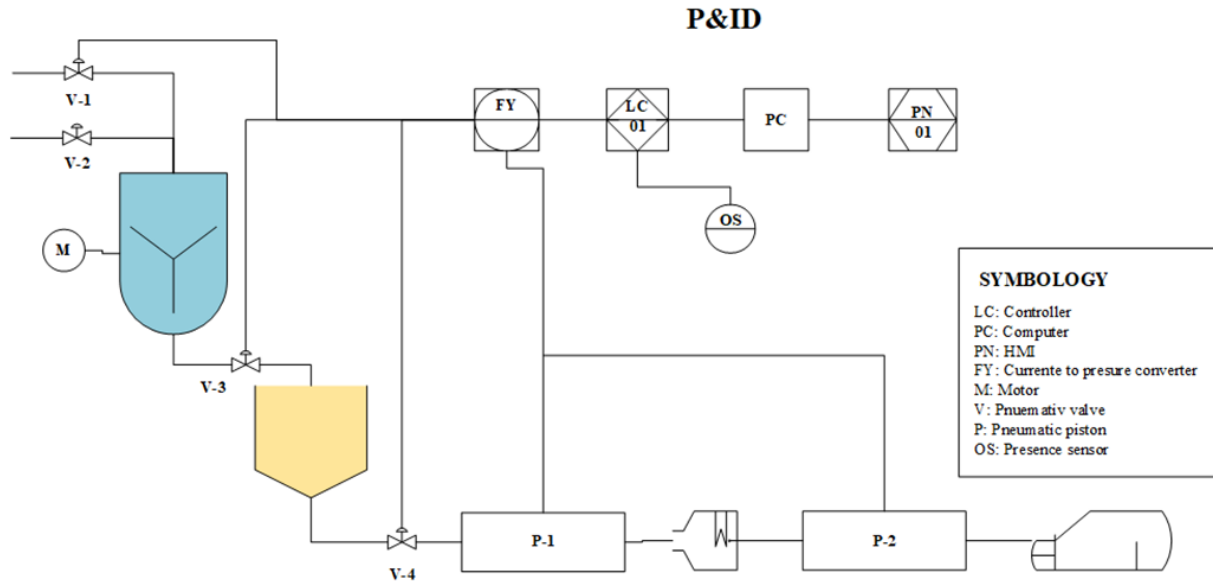 P&ID
V-1
V-2
M
V-3
V-4
FY
LC
01
PC
PN
01
OS
P-1
P-2
SYMBOLOGY
LC: Controller
PC: Computer
PN: HMI
FY: Currente to presure converter
M: Motor
V: Pnuemativ valve
P: Pneumatic piston
OS: Presence sensor